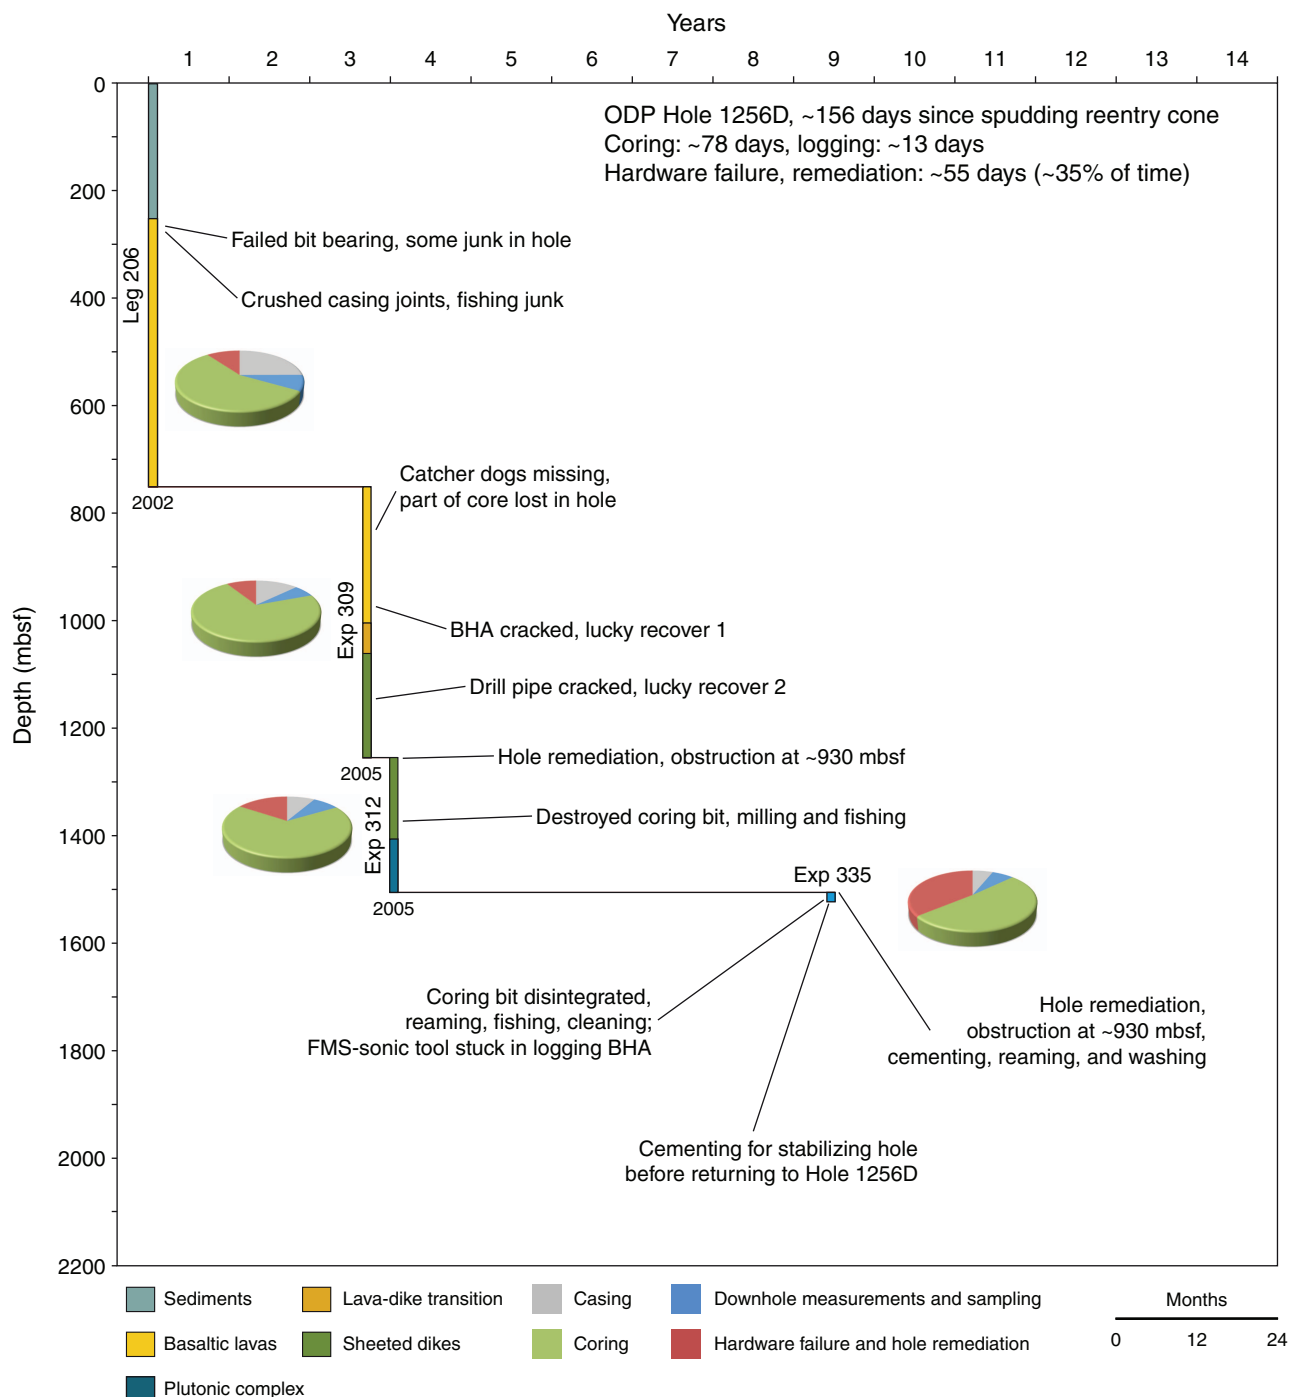 Years
1 2 3 4 5 6 7 8 9 10 11 12 13 14
Depth (mbsf)
0
200
400
600
800
1000
1200
1400
1600
1800
2000
2200
ODP Hole 1256D, ~156 days since spudding reentry cone
Coring: ~78 days, logging: ~13 days
Hardware failure, remediation: ~55 days (~35% of time)
Leg 206
Failed bit bearing, some junk in hole
Crushed casing joints, fishing junk
2002
Catcher dogs missing,
part of core lost in hole
Exp 309
BHA cracked, lucky recover 1
Drill pipe cracked, lucky recover 2
2005
Hole remediation, obstruction at ~930 mbsf
Exp 312
Destroyed coring bit, milling and fishing
2005
Exp 335
Coring bit disintegrated,
reaming, fishing, cleaning;
FMS-sonic tool stuck in logging BHA
Hole remediation,
obstruction at ~930 mbsf,
cementing, reaming, and washing
Cementing for stabilizing hole
before returning to Hole 1256D
Sediments
Basaltic lavas
Plutonic complex
Lava-dike transition
Sheeted dikes
Casing
Coring
Downhole measurements and sampling
Hardware failure and hole remediation
Months
0 12 24